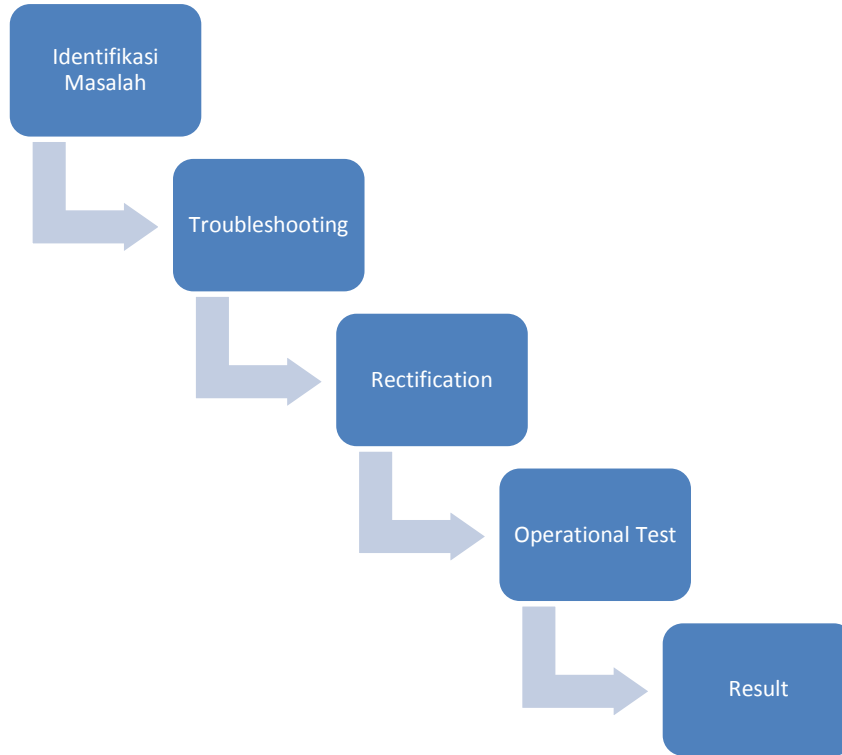 Identifikasi
Masalah
Troubleshooting
Rectification
Operational Test
Result